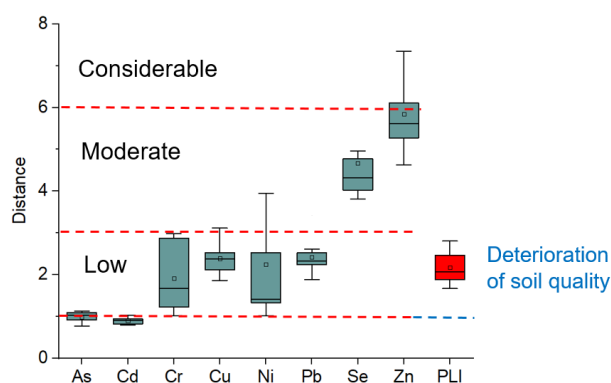 8
Considerable
6
Moderate
4
Distance
Low
2
0
Deterioration
of soil quality
As Cd Cr Cu Ni Pb Se Zn PLI